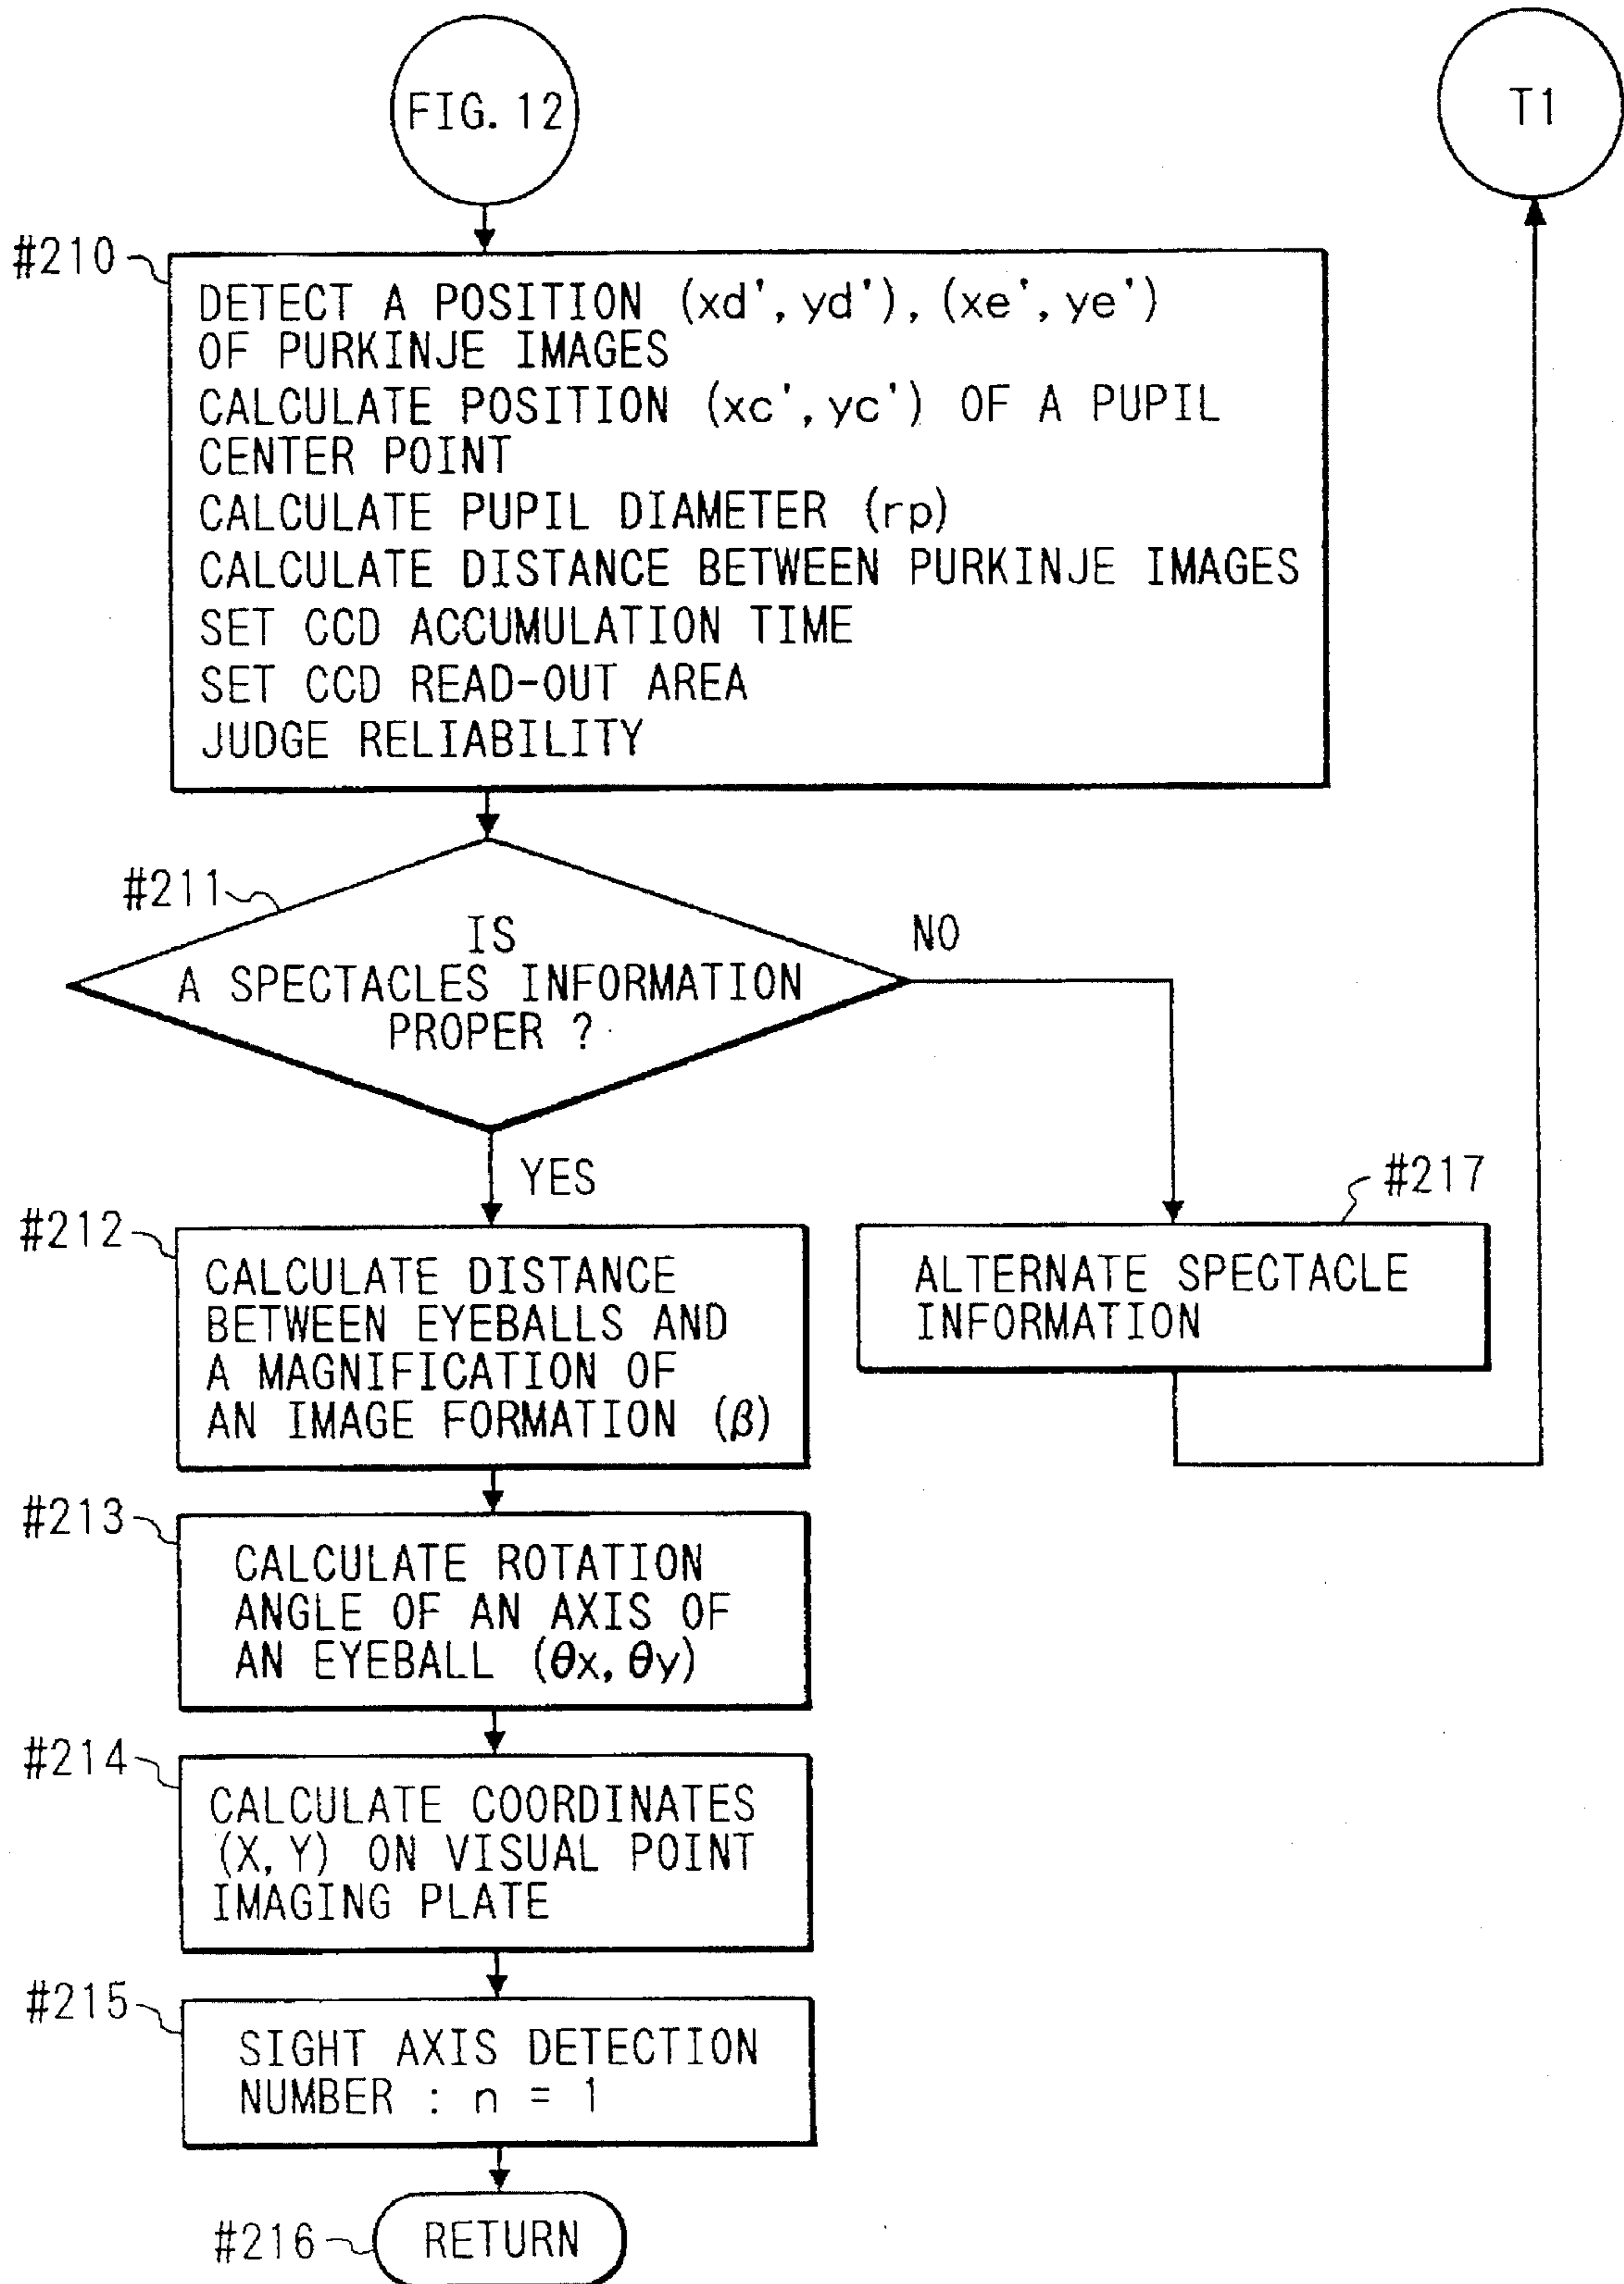 FIG. 12
T1
#210
DETECT A POSITION (xd', yd'), (xe', ye')
OF PURKINJE IMAGES
CALCULATE POSITION (xc', yc') OF A PUPIL
CENTER POINT
CALCULATE PUPIL DIAMETER (rp)
CALCULATE DISTANCE BETWEEN PURKINJE IMAGES
SET CCD ACCUMULATION TIME
SET CCD READ-OUT AREA
JUDGE RELIABILITY
#211
IS
A SPECTACLES INFORMATION
PROPER ?
NO
YES
#217
ALTERNATE SPECTACLE
INFORMATION
#212
CALCULATE DISTANCE
BETWEEN EYEBALLS AND
A MAGNIFICATION OF
AN IMAGE FORMATION (β)
#213
CALCULATE ROTATION
ANGLE OF AN AXIS OF
AN EYEBALL (θx, θy)
#214
CALCULATE COORDINATES
(X, Y) ON VISUAL POINT
IMAGING PLATE
#215
SIGHT AXIS DETECTION
NUMBER : n = 1
#216
RETURN